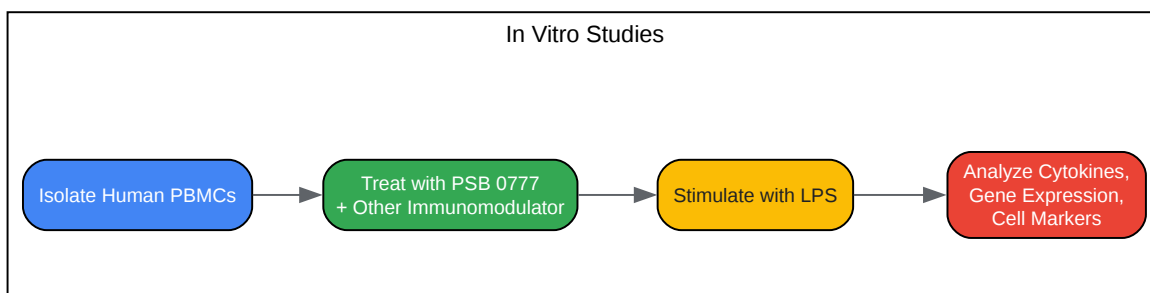 In Vitro Studies
Isolate Human PBMCs
Treat with PSB 0777
+ Other Immunomodulator
Stimulate with LPS
Analyze Cytokines,
Gene Expression,
Cell Markers